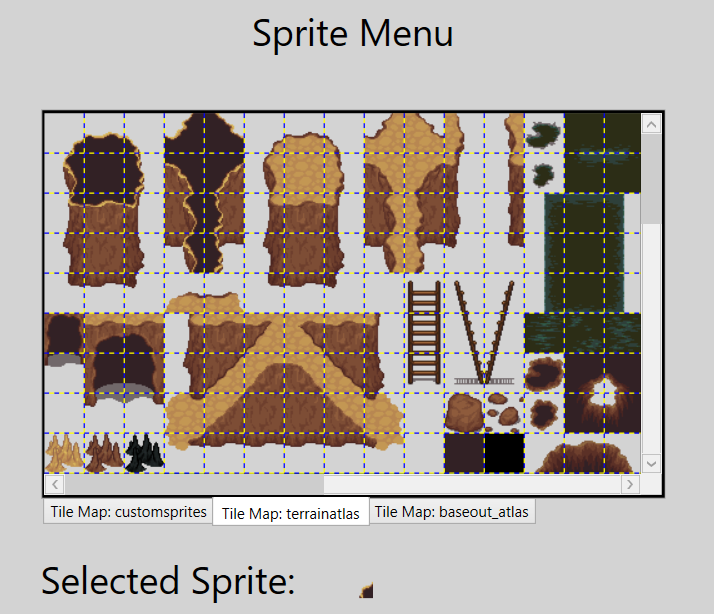 Sprite Menu
Tile Map: customsprites
Tile Map: terrainatlas
Tile Map: baseout_atlas
Selected Sprite: